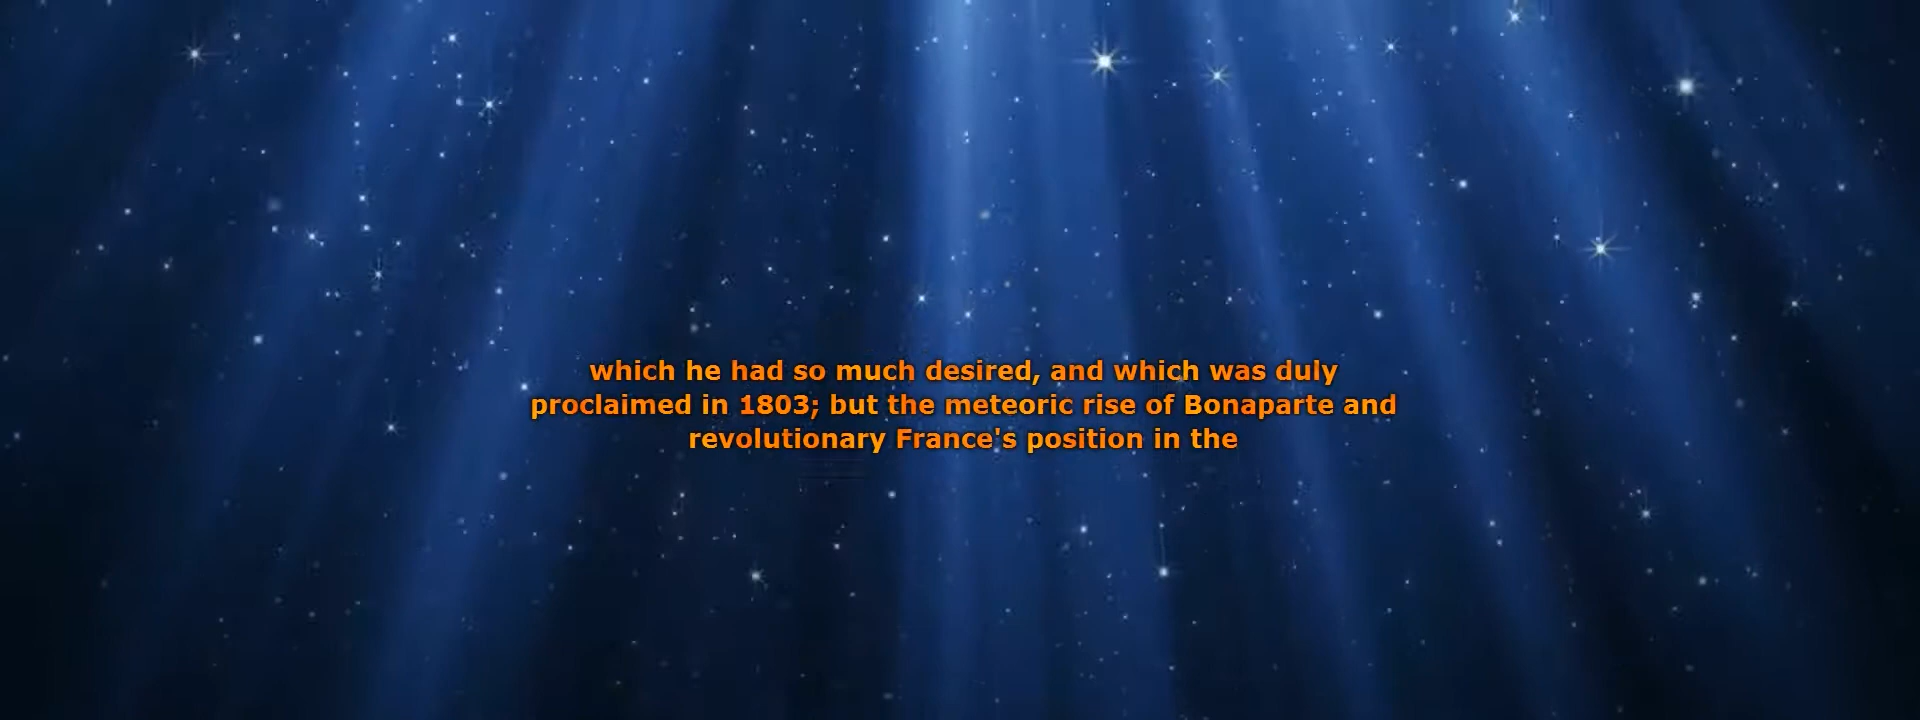 which he had so much desired, and which was duly
proclaimed in 1803; but the meteoric rise of Bonaparte and
revolutionary France's position in the